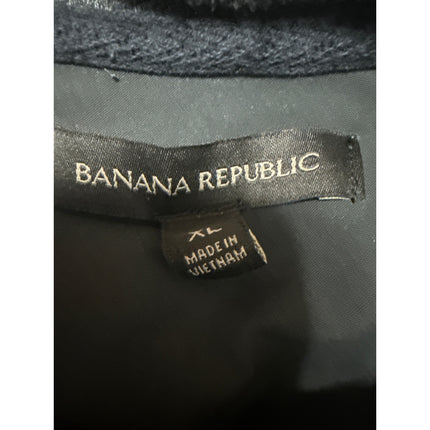 BANANA REPUBLIC
XL
MADE IN
VIETNAM